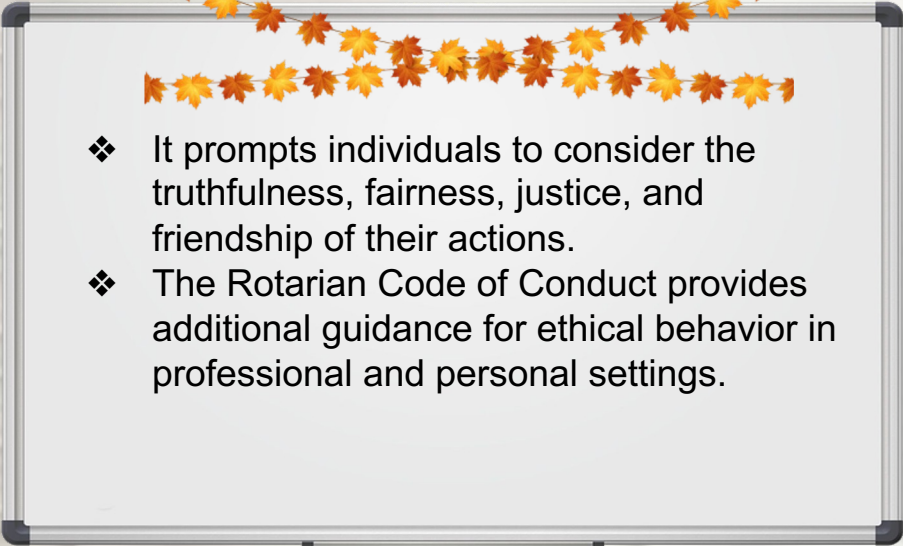 ❖ It prompts individuals to consider the
truthfulness, fairness, justice, and
friendship of their actions.
❖ The Rotarian Code of Conduct provides
additional guidance for ethical behavior in
professional and personal settings.